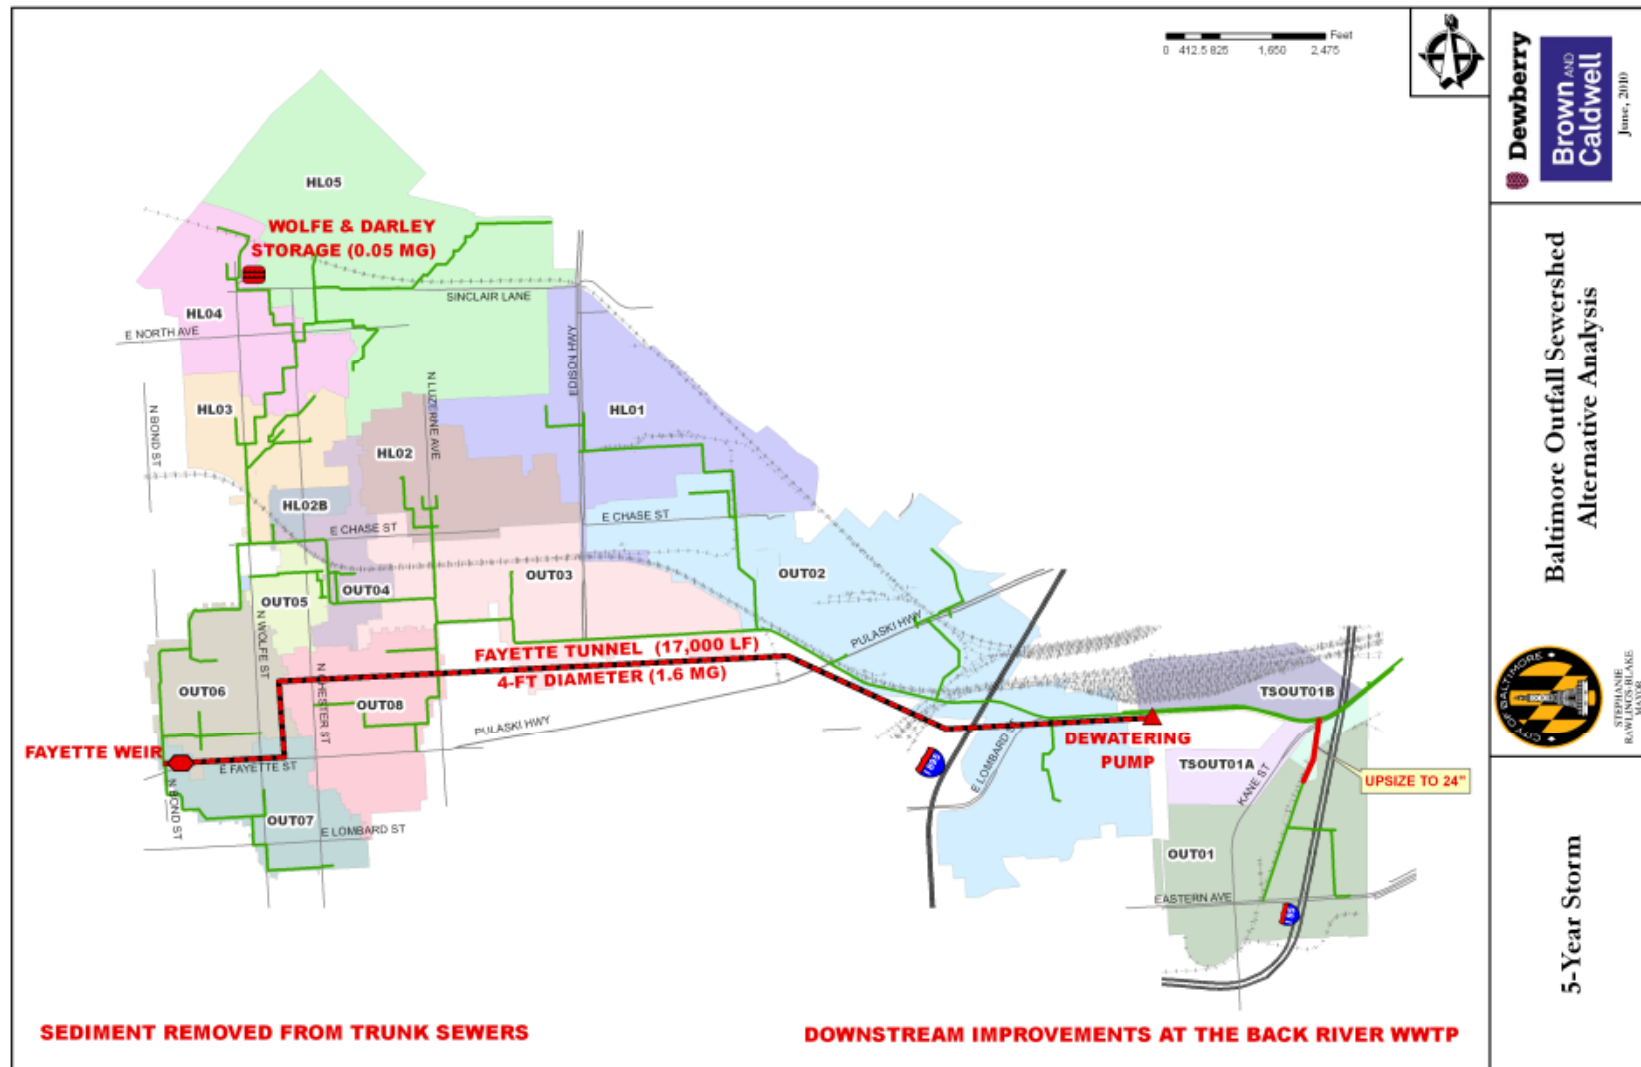 Feet
0 412.5 825 1,650 2,475
HL05
WOLFE & DARLEY
STORAGE (0.05 MG)
SINCLAIR LANE
HL04
E NORTH AVE
EDISON HWY
N LUZERNE AVE
HL03
HL01
N BOND ST
HL02
HL02B
E CHASE ST
E CHASE ST
OUT03
OUT02
OUT04
OUT05
N WOLFE ST
PULASKI HWY
FAYETTE TUNNEL (17,000 LF)
4-FT DIAMETER (1.6 MG)
N CHESTER ST
OUT06
OUT08
TSOUT01B
PULASKI HWY
FAYETTE WEIR
E FAYETTE ST
DEWATERING
PUMP
I 895
E LOMBARD ST
TSOUT01A
KANE ST
UPSIZE TO 24"
N BOND ST
OUT07
E LOMBARD ST
OUT01
EASTERN AVE
I 95
SEDIMENT REMOVED FROM TRUNK SEWERS
DOWNSTREAM IMPROVEMENTS AT THE BACK RIVER WWTP
Dewberry
Brown AND
Caldwell
June, 2010
Baltimore Outfall Sewershed
Alternative Analysis
CITY OF BALTIMORE
STEPHANIE
RAWLINGS-BLAKE
MAYOR
5-Year Storm